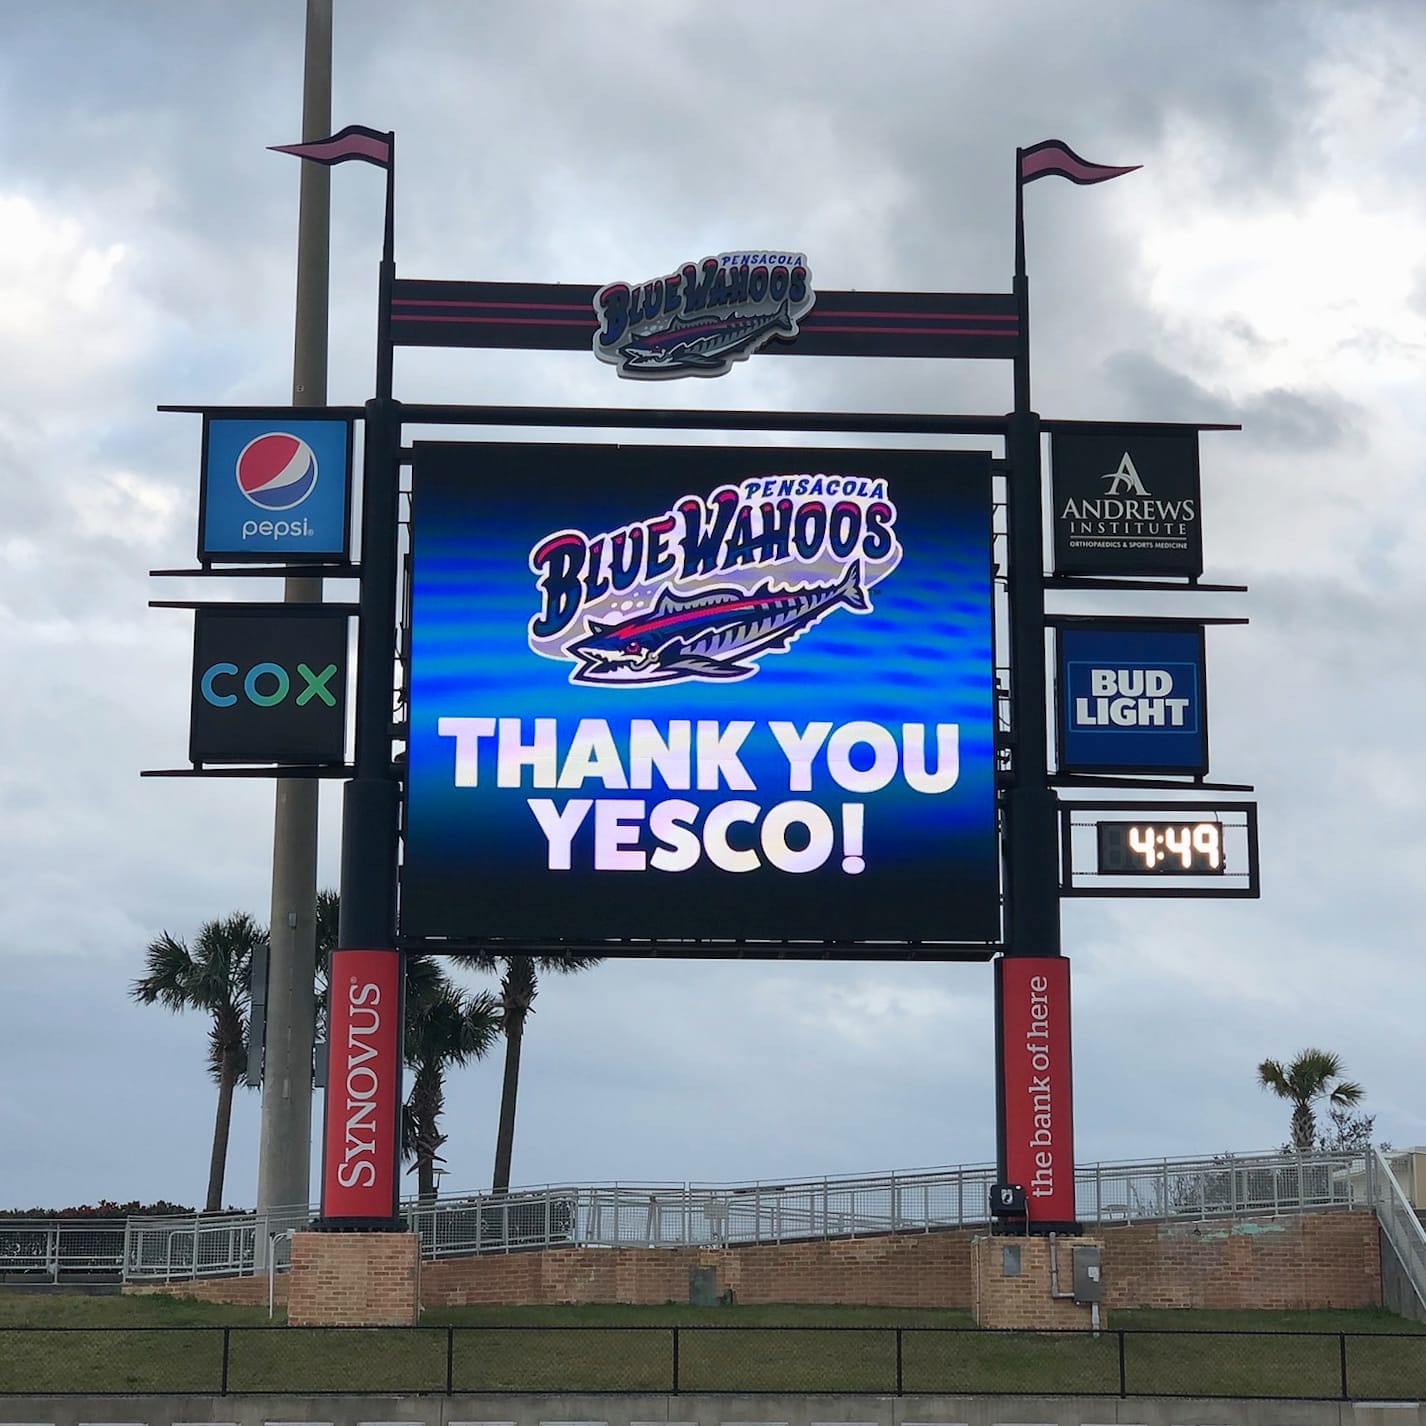 PENSACOLA
BLUE WAHOOS
pepsi®
COX
PENSACOLA
BLUE WAHOOS
THANK YOU
YESCO!
ANDREWS
INSTITUTE
ORTHOPAEDICS & SPORTS MEDICINE
BUD
LIGHT
4:49
SYNOVUS®
the bank of here